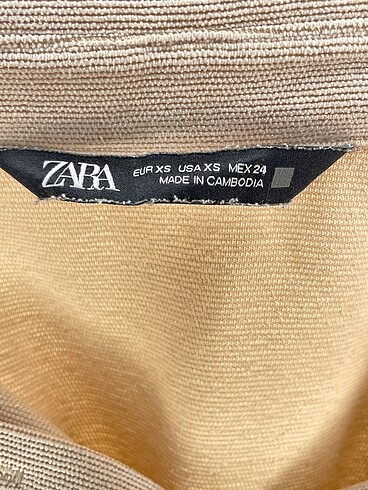 ZARA
EUR XS USA XS MEX 24
MADE IN CAMBODIA